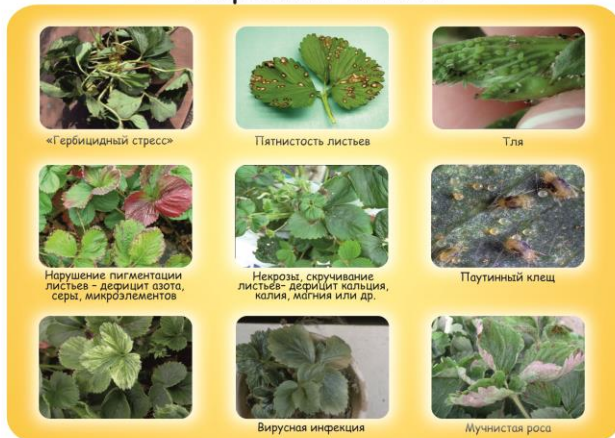 «Гербицидный стресс»
Пятнистость листьев
Тля
Нарушение пигментации
листьев – дефицит азота,
серы, микроэлементов
Некрозы, скручивание
листьев– дефицит кальция,
калия, магния или др.
Паутинный клещ
Вирусная инфекция
Мучнистая роса